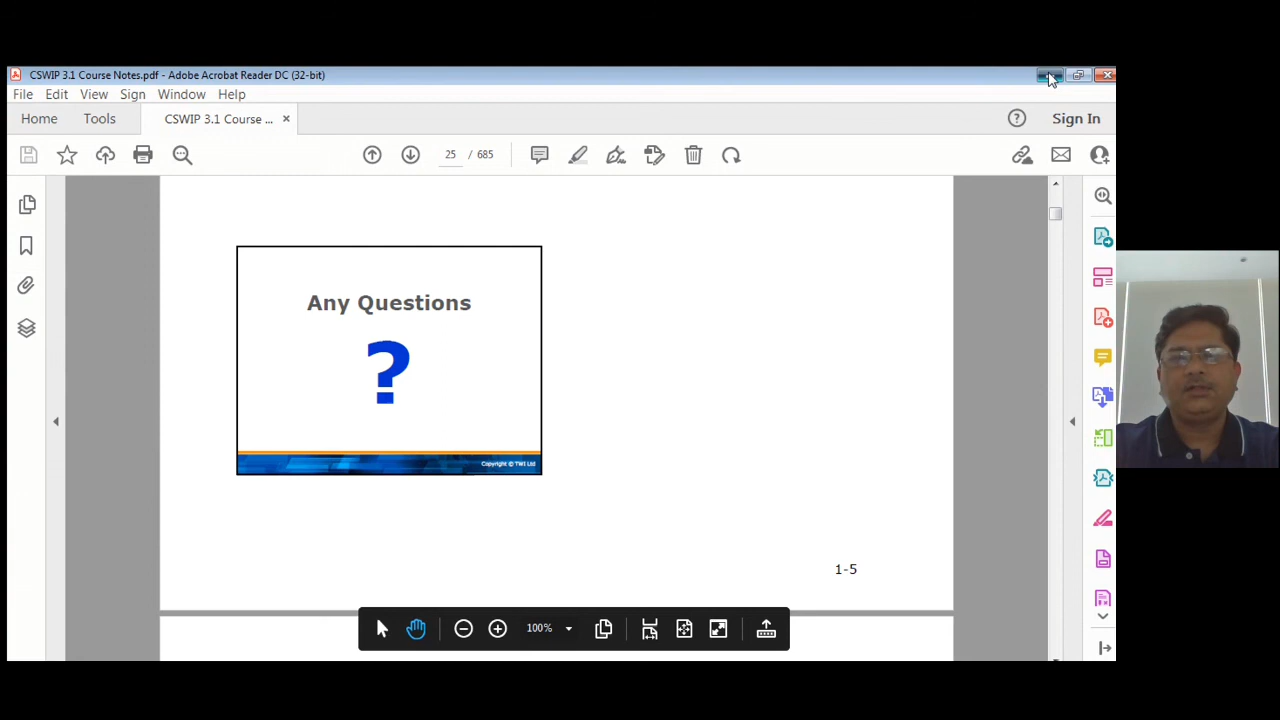 CSWIP 3.1 Course Notes.pdf - Adobe Acrobat Reader DC (32-bit)
File Edit View Sign Window Help
Home Tools CSWIP 3.1 Course ... Sign In
25 / 685
Any Questions
?
Copyright © TWI Ltd
1-5
100%